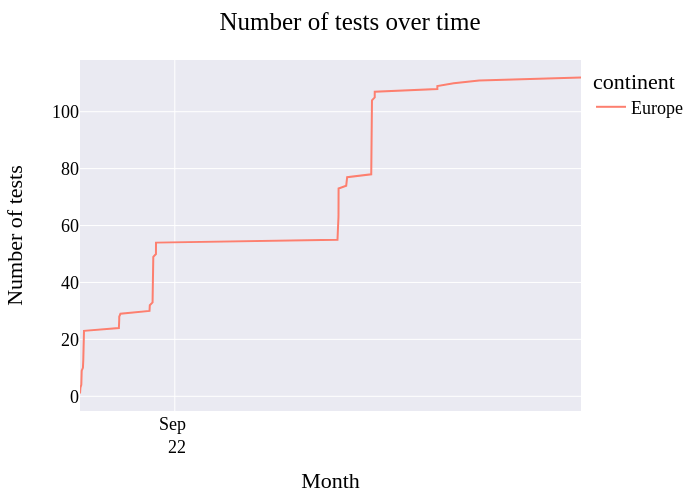 Number of tests over time
continent
Europe
100
80
60
40
20
0
Number of tests
Sep
22
Month